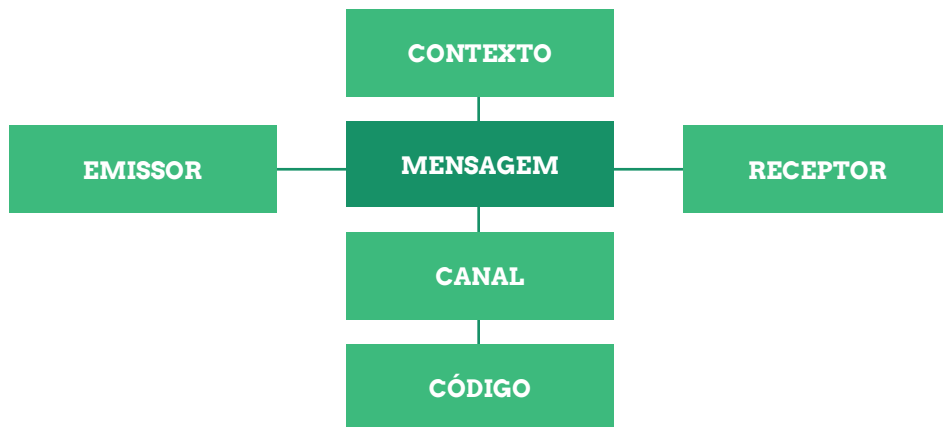 CONTEXTO
EMISSOR
MENSAGEM
RECEPTOR
CANAL
CÓDIGO